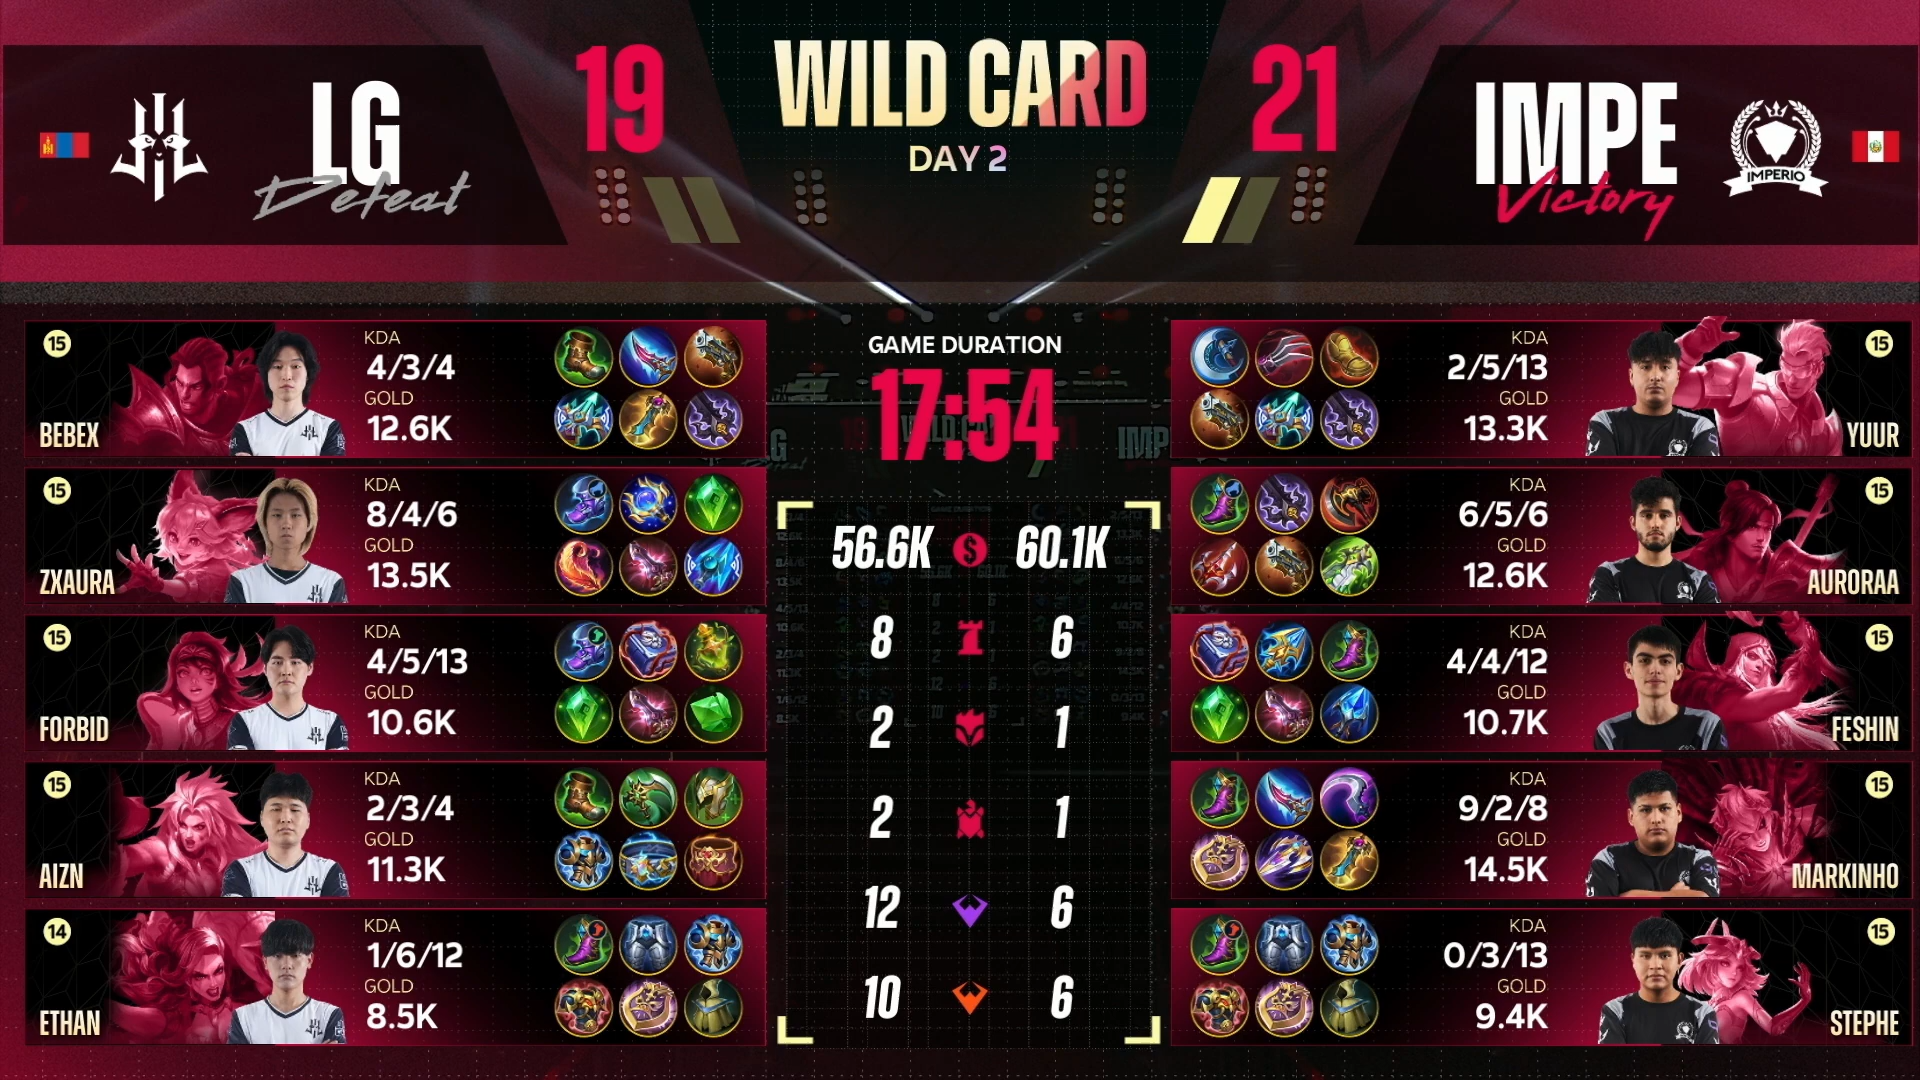 WILD CARD
DAY 2
LG
Defeat
19
21
IMPE
Victory
IMPERIO
15
BEBEX
KDA
4/3/4
GOLD
12.6K
15
ZXAURA
KDA
8/4/6
GOLD
13.5K
15
FORBID
KDA
4/5/13
GOLD
10.6K
15
AIZN
KDA
2/3/4
GOLD
11.3K
14
ETHAN
KDA
1/6/12
GOLD
8.5K
GAME DURATION
17:54
56.6K 60.1K
8 6
2 1
2 1
12 6
10 6
KDA
2/5/13
GOLD
13.3K
15
YUUR
KDA
6/5/6
GOLD
12.6K
15
AURORAA
KDA
4/4/12
GOLD
10.7K
15
FESHIN
KDA
9/2/8
GOLD
14.5K
15
MARKINHO
KDA
0/3/13
GOLD
9.4K
15
STEPHE